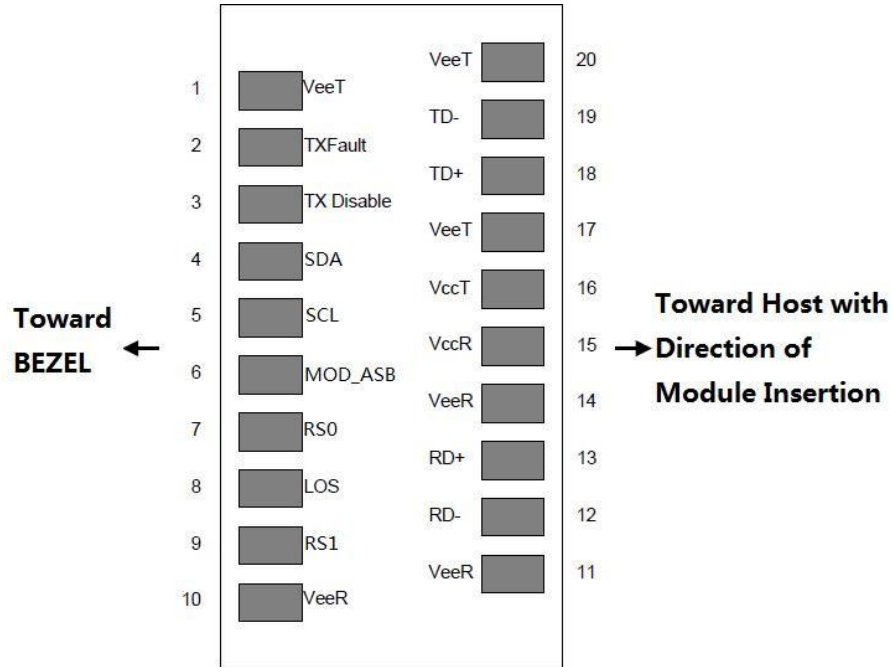 VeeT 20
1 VeeT
TD- 19
2 TXFault
TD+ 18
3 TX Disable
VeeT 17
4 SDA
VccT 16
5 SCL
VccR 15
6 MOD_ASB
VeeR 14
7 RS0
RD+ 13
8 LOS
RD- 12
9 RS1
VeeR 11
10 VeeR
Toward
BEZEL
Toward Host with
Direction of
Module Insertion